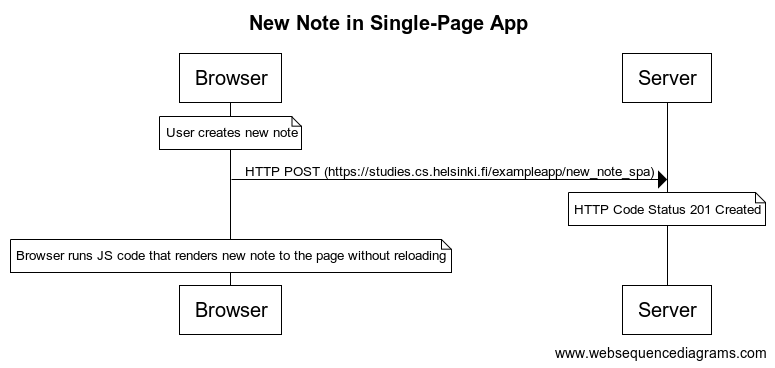 New Note in Single-Page App
Browser
Server
User creates new note
HTTP POST (https://studies.cs.helsinki.fi/exampleapp/new_note_spa)
HTTP Code Status 201 Created
Browser runs JS code that renders new note to the page without reloading
Browser
Server
www.websequencediagrams.com